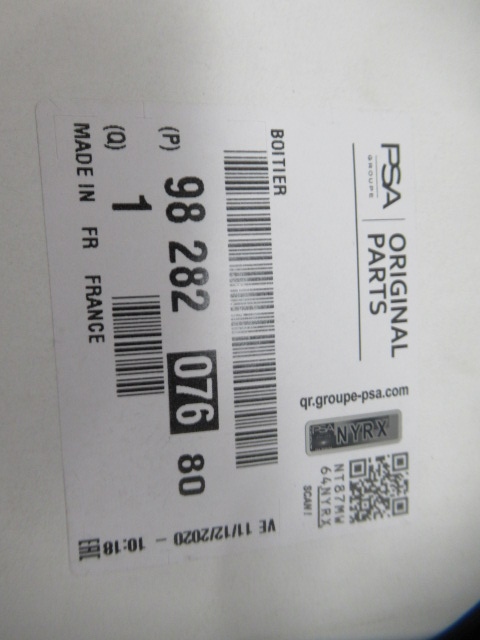 PSA
GROUPE
ORIGINAL
PARTS
qr.groupe-psa.com
NYRX
NT87MW
64NYRX
SCAN!
BOITIER
(P) 98 282 076 80
(Q) 1
MADE IN FR FRANCE
VE 11/12/2020 - 10:18
EAC